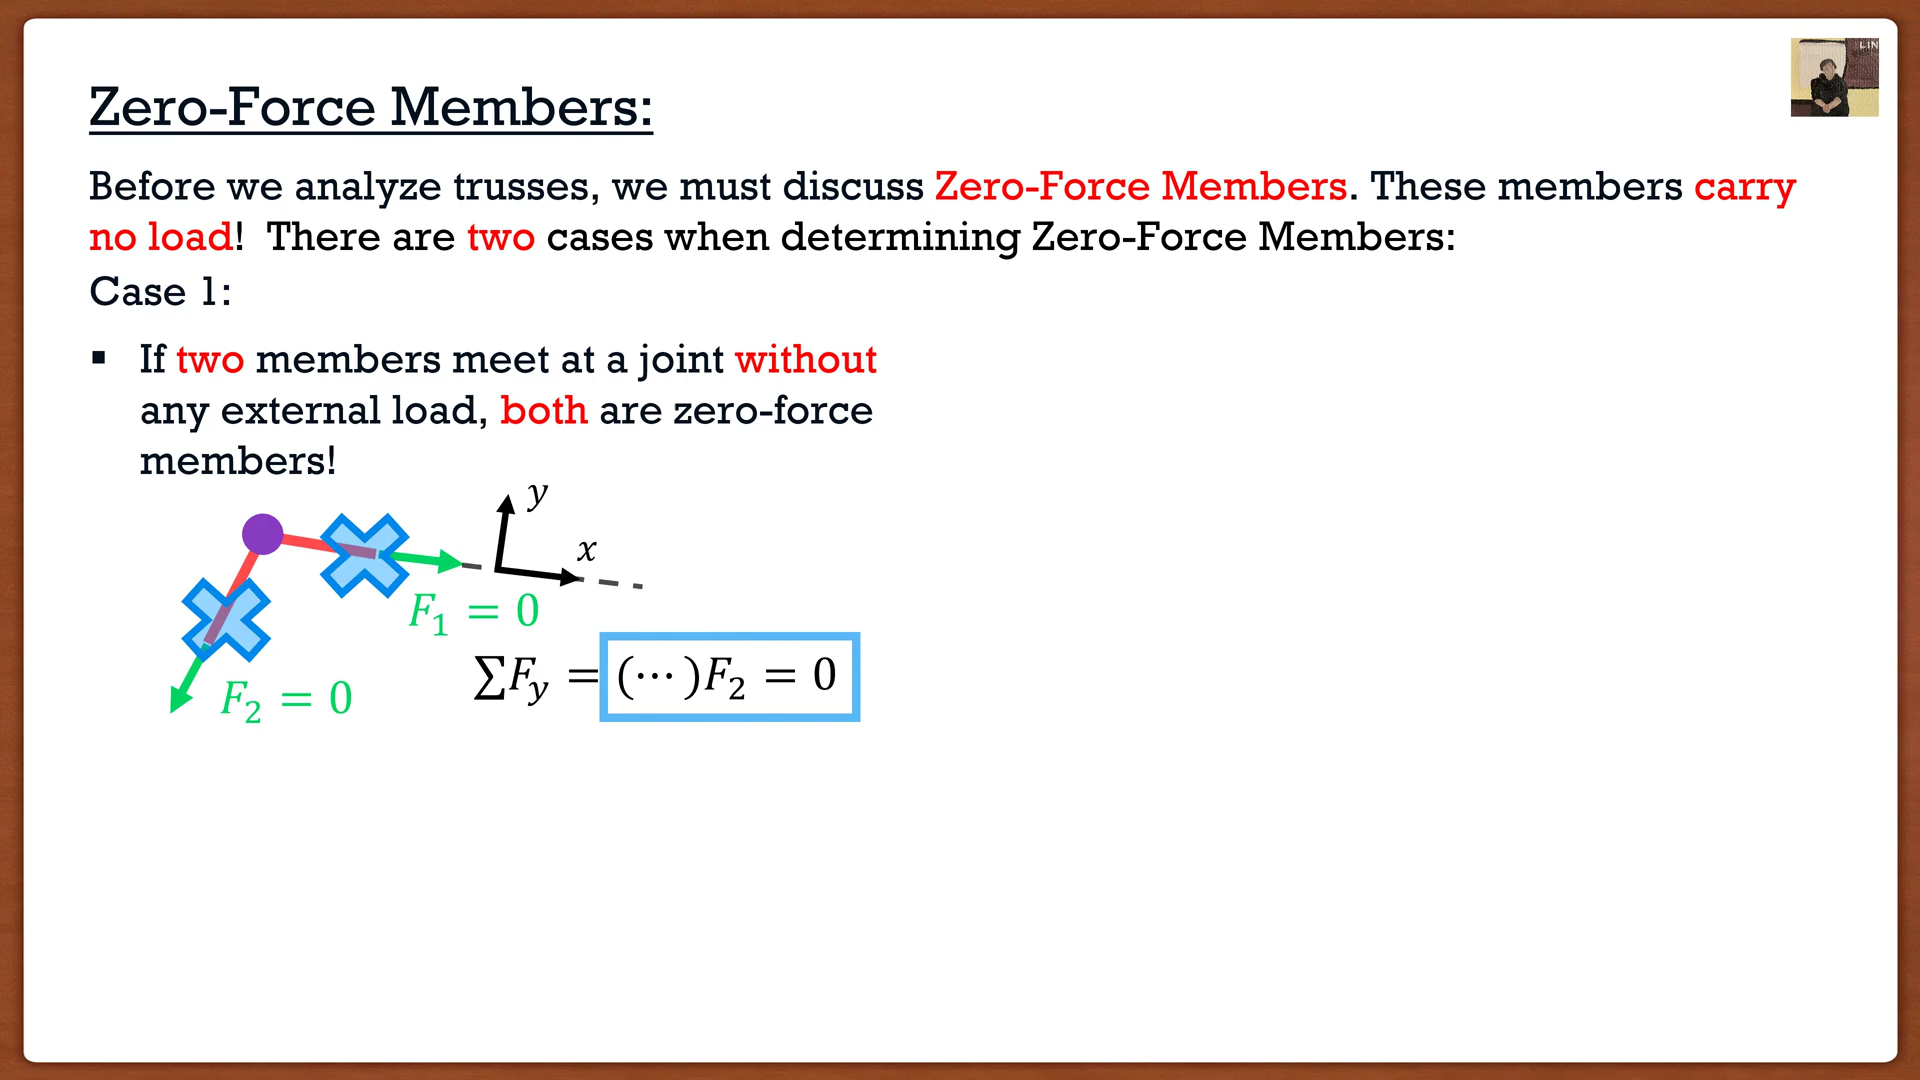 Zero-Force Members:
LIN
Before we analyze trusses, we must discuss Zero-Force Members. These members carry
no load! There are two cases when determining Zero-Force Members:
Case 1:
▪ If two members meet at a joint without
any external load, both are zero-force
members!
y
x
F₁ = 0
∑F_y = (⋯)F₂ = 0
F₂ = 0